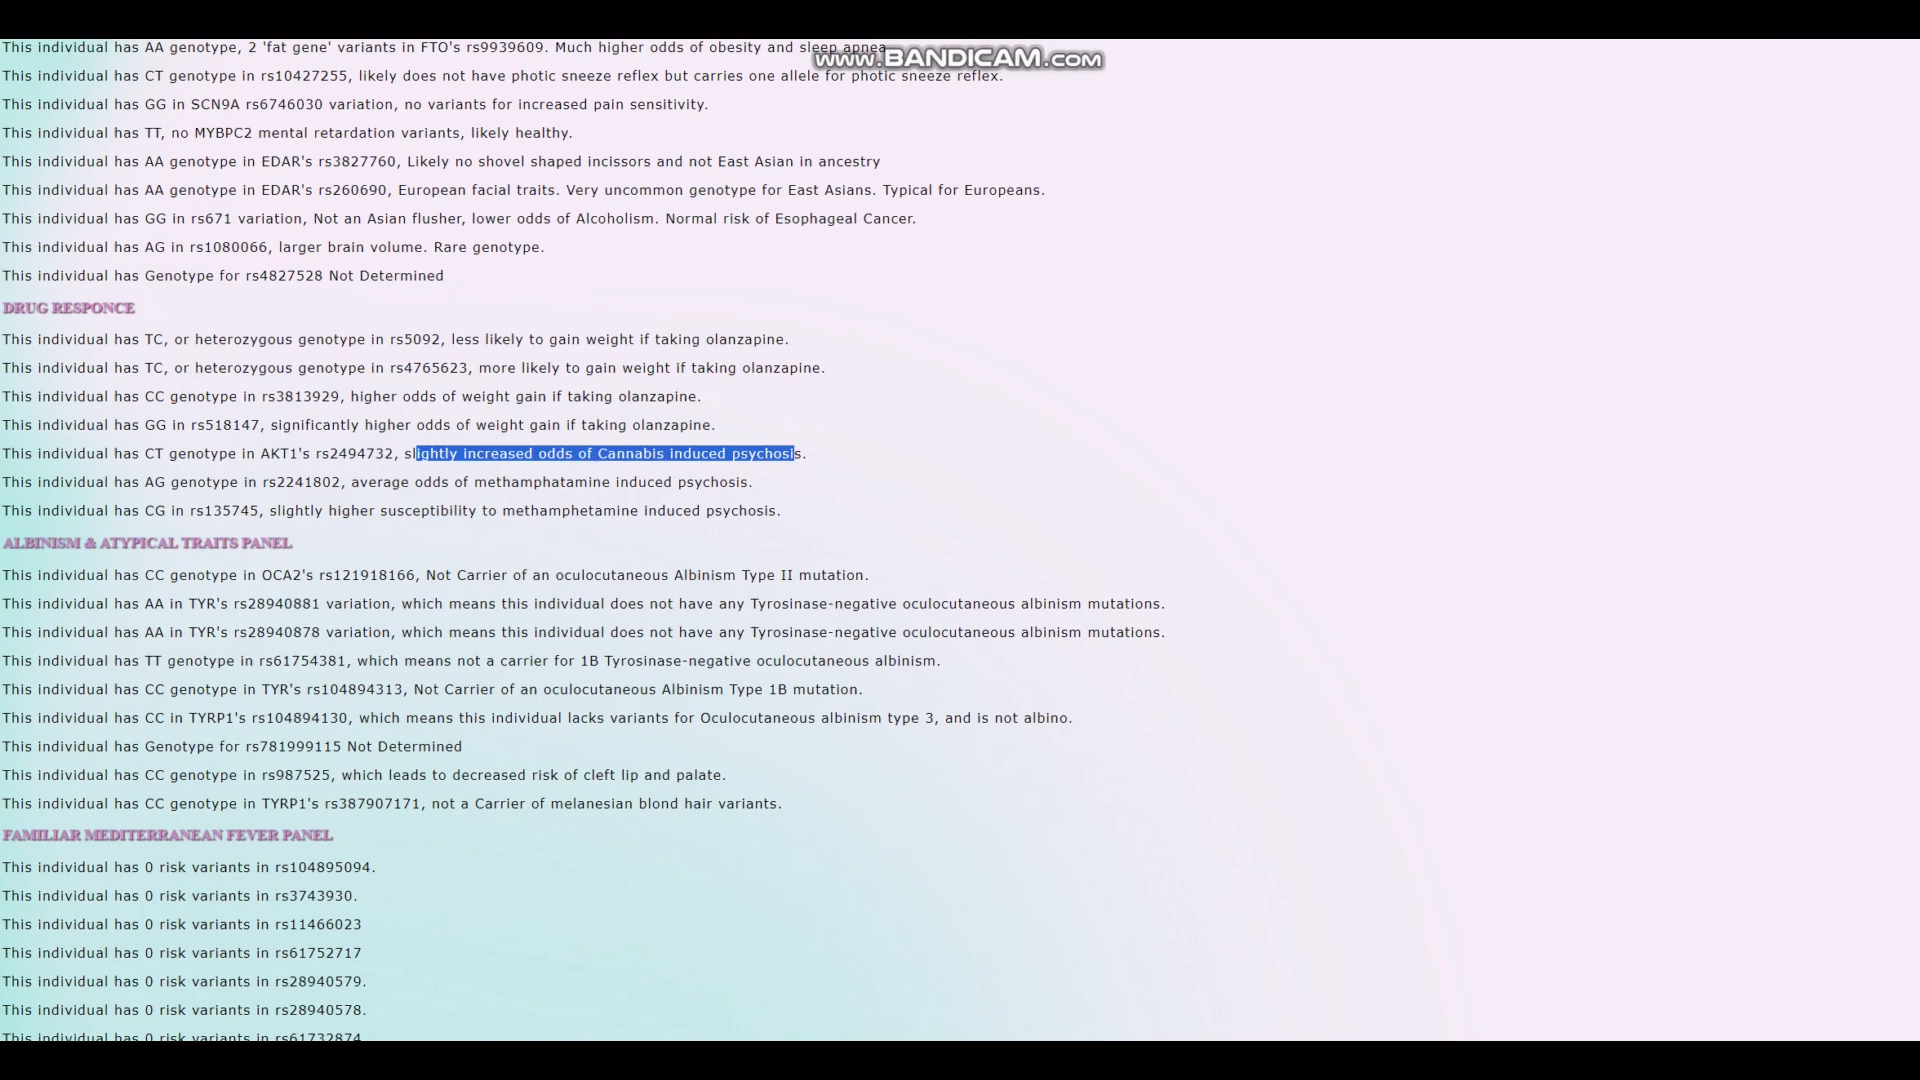 This individual has AA genotype, 2 'fat gene' variants in FTO's rs9939609. Much higher odds of obesity and sleep apnea
www.BANDICAM.com
This individual has CT genotype in rs10427255, likely does not have photic sneeze reflex but carries one allele for photic sneeze reflex.
This individual has GG in SCN9A rs6746030 variation, no variants for increased pain sensitivity.
This individual has TT, no MYBPC2 mental retardation variants, likely healthy.
This individual has AA genotype in EDAR's rs3827760, Likely no shovel shaped incissors and not East Asian in ancestry
This individual has AA genotype in EDAR's rs260690, European facial traits. Very uncommon genotype for East Asians. Typical for Europeans.
This individual has GG in rs671 variation, Not an Asian flusher, lower odds of Alcoholism. Normal risk of Esophageal Cancer.
This individual has AG in rs1080066, larger brain volume. Rare genotype.
This individual has Genotype for rs4827528 Not Determined
DRUG RESPONCE
This individual has TC, or heterozygous genotype in rs5092, less likely to gain weight if taking olanzapine.
This individual has TC, or heterozygous genotype in rs4765623, more likely to gain weight if taking olanzapine.
This individual has CC genotype in rs3813929, higher odds of weight gain if taking olanzapine.
This individual has GG in rs518147, significantly higher odds of weight gain if taking olanzapine.
This individual has CT genotype in AKT1's rs2494732, slightly increased odds of Cannabis induced psychosis.
This individual has AG genotype in rs2241802, average odds of methamphatamine induced psychosis.
This individual has CG in rs135745, slightly higher susceptibility to methamphetamine induced psychosis.
ALBINISM & ATYPICAL TRAITS PANEL
This individual has CC genotype in OCA2's rs121918166, Not Carrier of an oculocutaneous Albinism Type II mutation.
This individual has AA in TYR's rs28940881 variation, which means this individual does not have any Tyrosinase-negative oculocutaneous albinism mutations.
This individual has AA in TYR's rs28940878 variation, which means this individual does not have any Tyrosinase-negative oculocutaneous albinism mutations.
This individual has TT genotype in rs61754381, which means not a carrier for 1B Tyrosinase-negative oculocutaneous albinism.
This individual has CC genotype in TYR's rs104894313, Not Carrier of an oculocutaneous Albinism Type 1B mutation.
This individual has CC in TYRP1's rs104894130, which means this individual lacks variants for Oculocutaneous albinism type 3, and is not albino.
This individual has Genotype for rs781999115 Not Determined
This individual has CC genotype in rs987525, which leads to decreased risk of cleft lip and palate.
This individual has CC genotype in TYRP1's rs387907171, not a Carrier of melanesian blond hair variants.
FAMILIAR MEDITERRANEAN FEVER PANEL
This individual has 0 risk variants in rs104895094.
This individual has 0 risk variants in rs3743930.
This individual has 0 risk variants in rs11466023
This individual has 0 risk variants in rs61752717
This individual has 0 risk variants in rs28940579.
This individual has 0 risk variants in rs28940578.
This individual has 0 risk variants in rs61732874